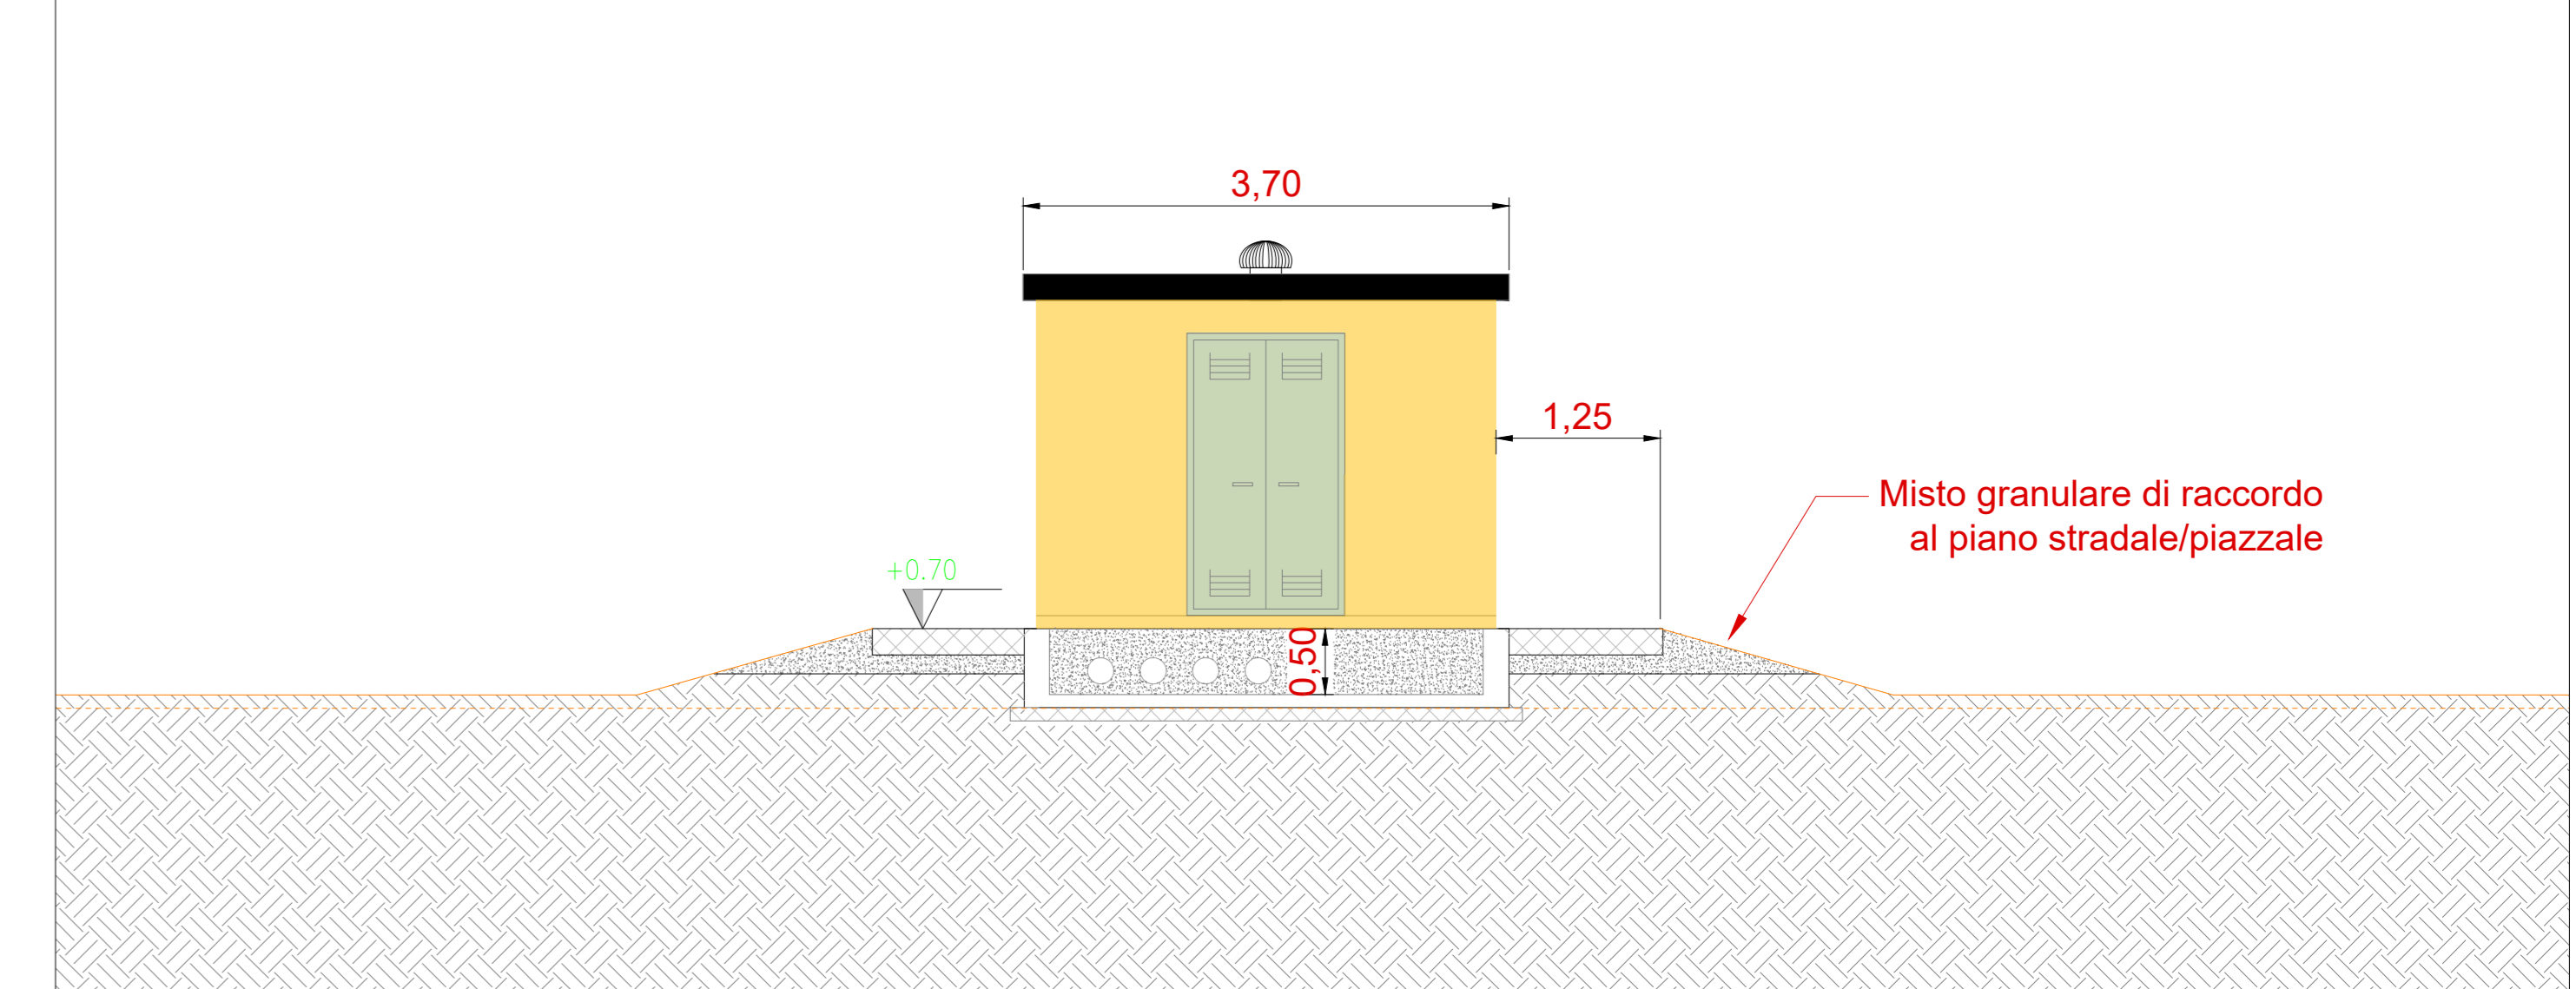 3,70
1,25
Misto granulare di raccordo
al piano stradale/piazzale
+0.70
0,50